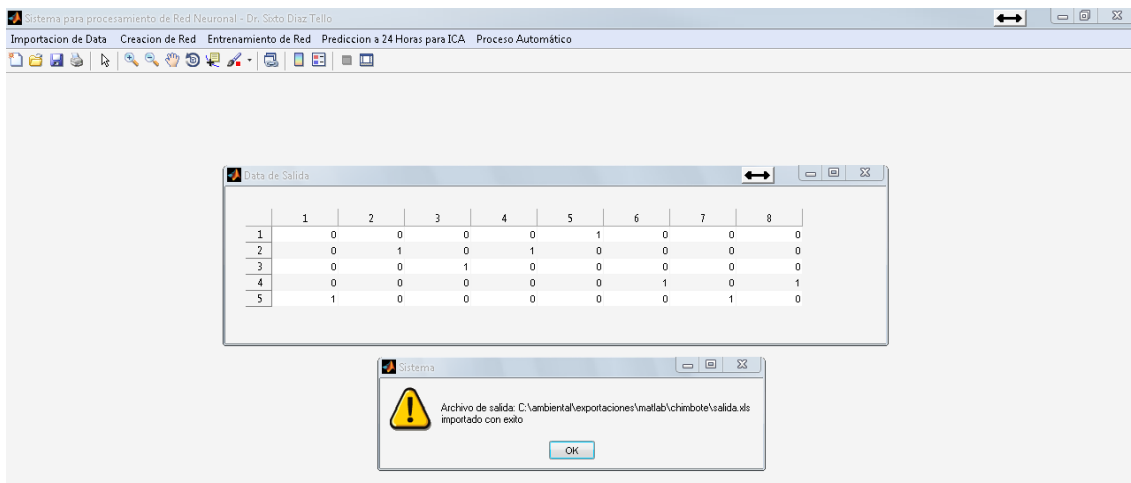 Sistema para procesamiento de Red Neuronal - Dr. Sixto Diaz Tello
Importacion de Data Creacion de Red Entrenamiento de Red Prediccion a 24 Horas para ICA Proceso Automático
Data de Salida
1 2 3 4 5 6 7 8
1 0 0 0 0 1 0 0 0
2 0 1 0 1 0 0 0 0
3 0 0 1 0 0 0 0 0
4 0 0 0 0 0 1 0 1
5 1 0 0 0 0 0 1 0
Sistema
Archivo de salida: C:\ambiental\exportaciones\matlab\chimbote\salida.xls
importado con exito
OK